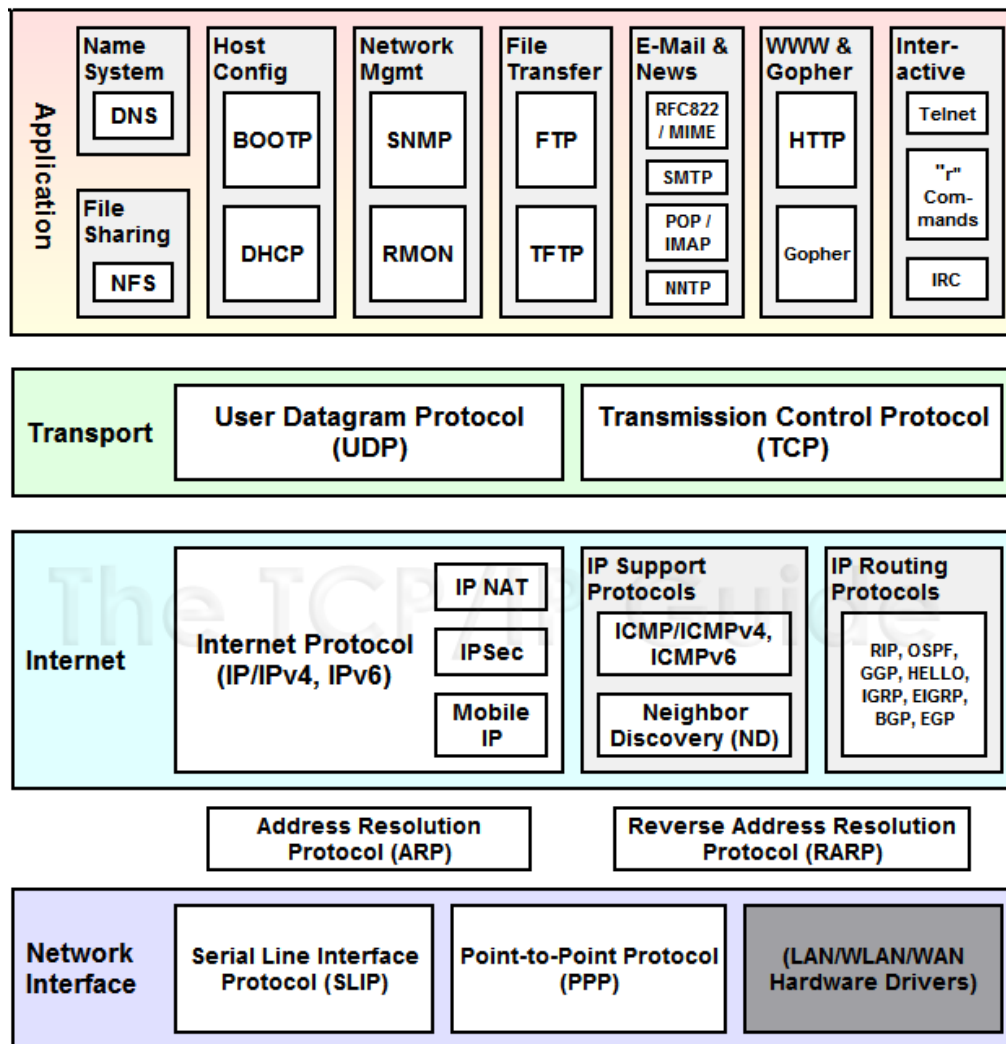 Application
Name
System
DNS
File
Sharing
NFS
Host
Config
BOOTP
DHCP
Network
Mgmt
SNMP
RMON
File
Transfer
FTP
TFTP
E-Mail &
News
RFC822
/ MIME
SMTP
POP /
IMAP
NNTP
WWW &
Gopher
HTTP
Gopher
Inter-
active
Telnet
"r"
Com-
mands
IRC
Transport
User Datagram Protocol
(UDP)
Transmission Control Protocol
(TCP)
The TCP/IP Guide
Internet
Internet Protocol
(IP/IPv4, IPv6)
IP NAT
IPSec
Mobile
IP
IP Support
Protocols
ICMP/ICMPv4,
ICMPv6
Neighbor
Discovery (ND)
IP Routing
Protocols
RIP, OSPF,
GGP, HELLO,
IGRP, EIGRP,
BGP, EGP
Address Resolution
Protocol (ARP)
Reverse Address Resolution
Protocol (RARP)
Network
Interface
Serial Line Interface
Protocol (SLIP)
Point-to-Point Protocol
(PPP)
(LAN/WLAN/WAN
Hardware Drivers)